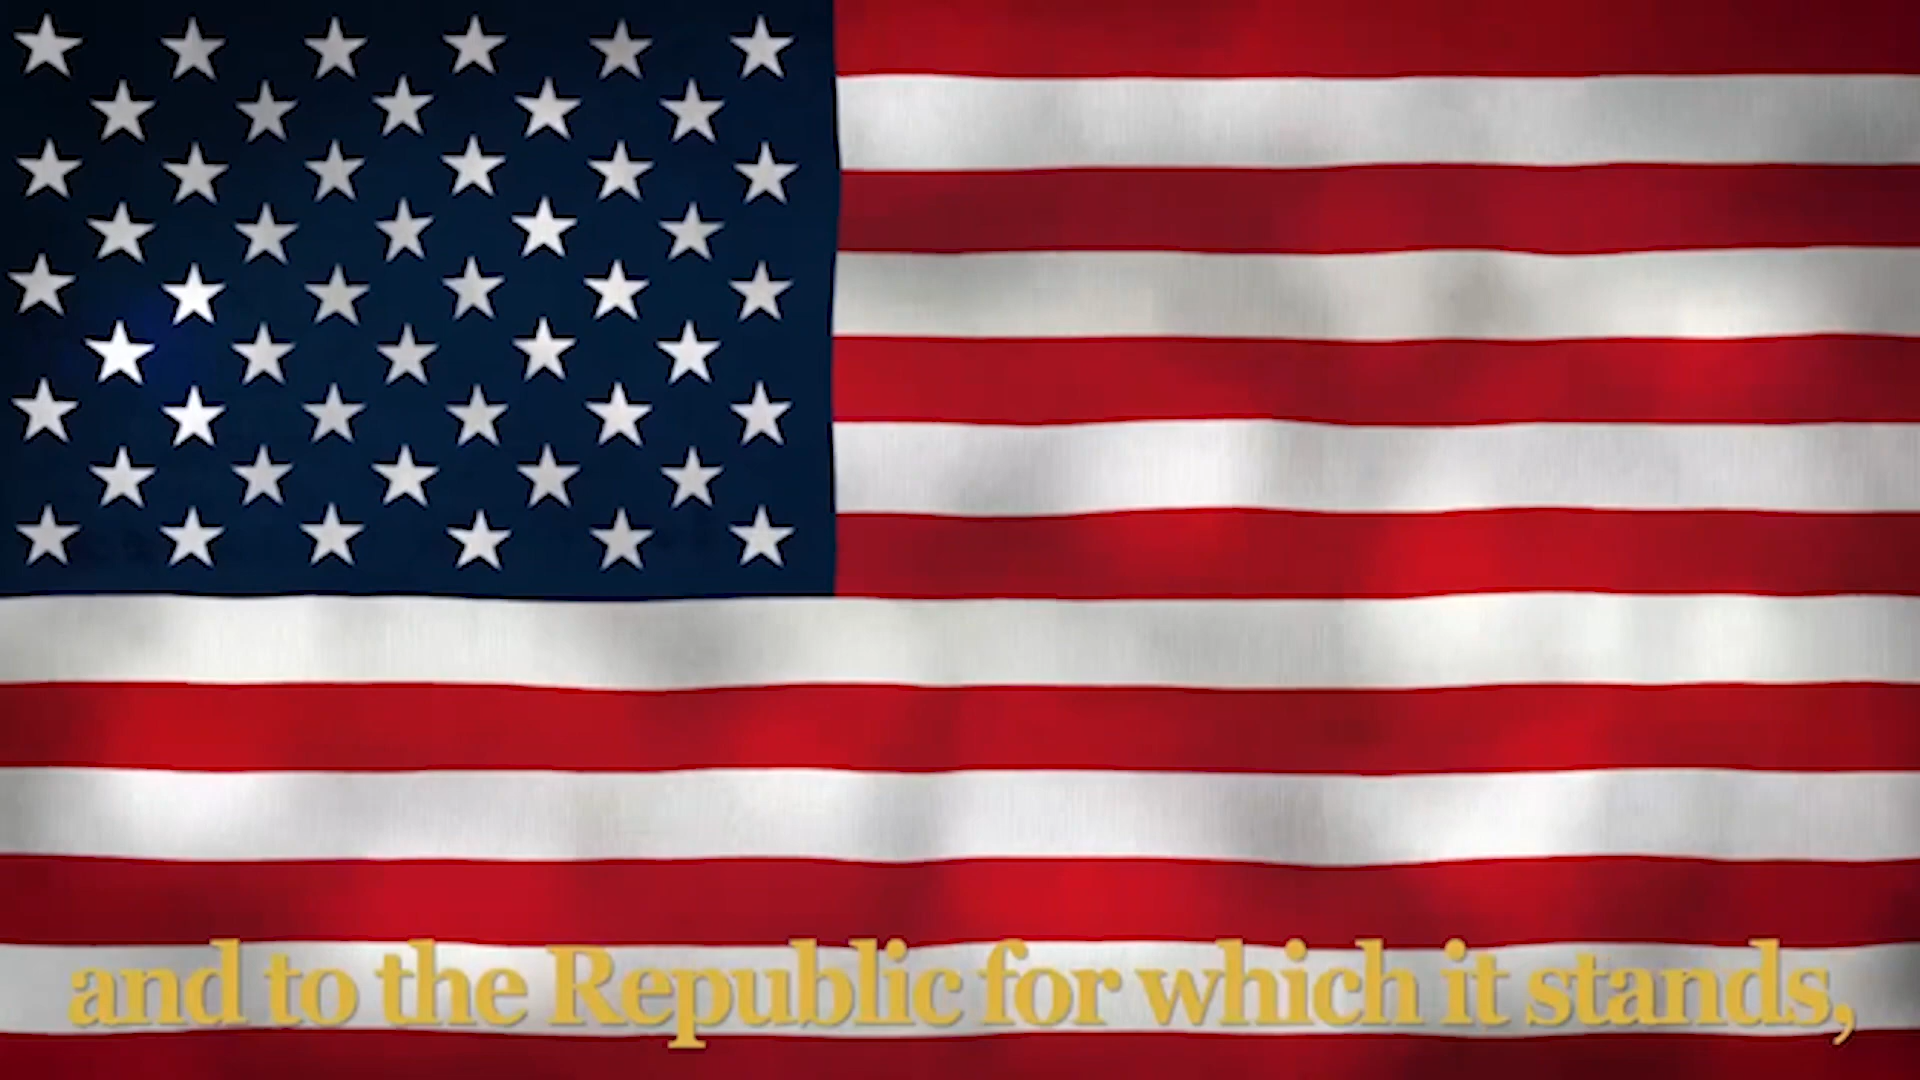 and to the Republic for which it stands,